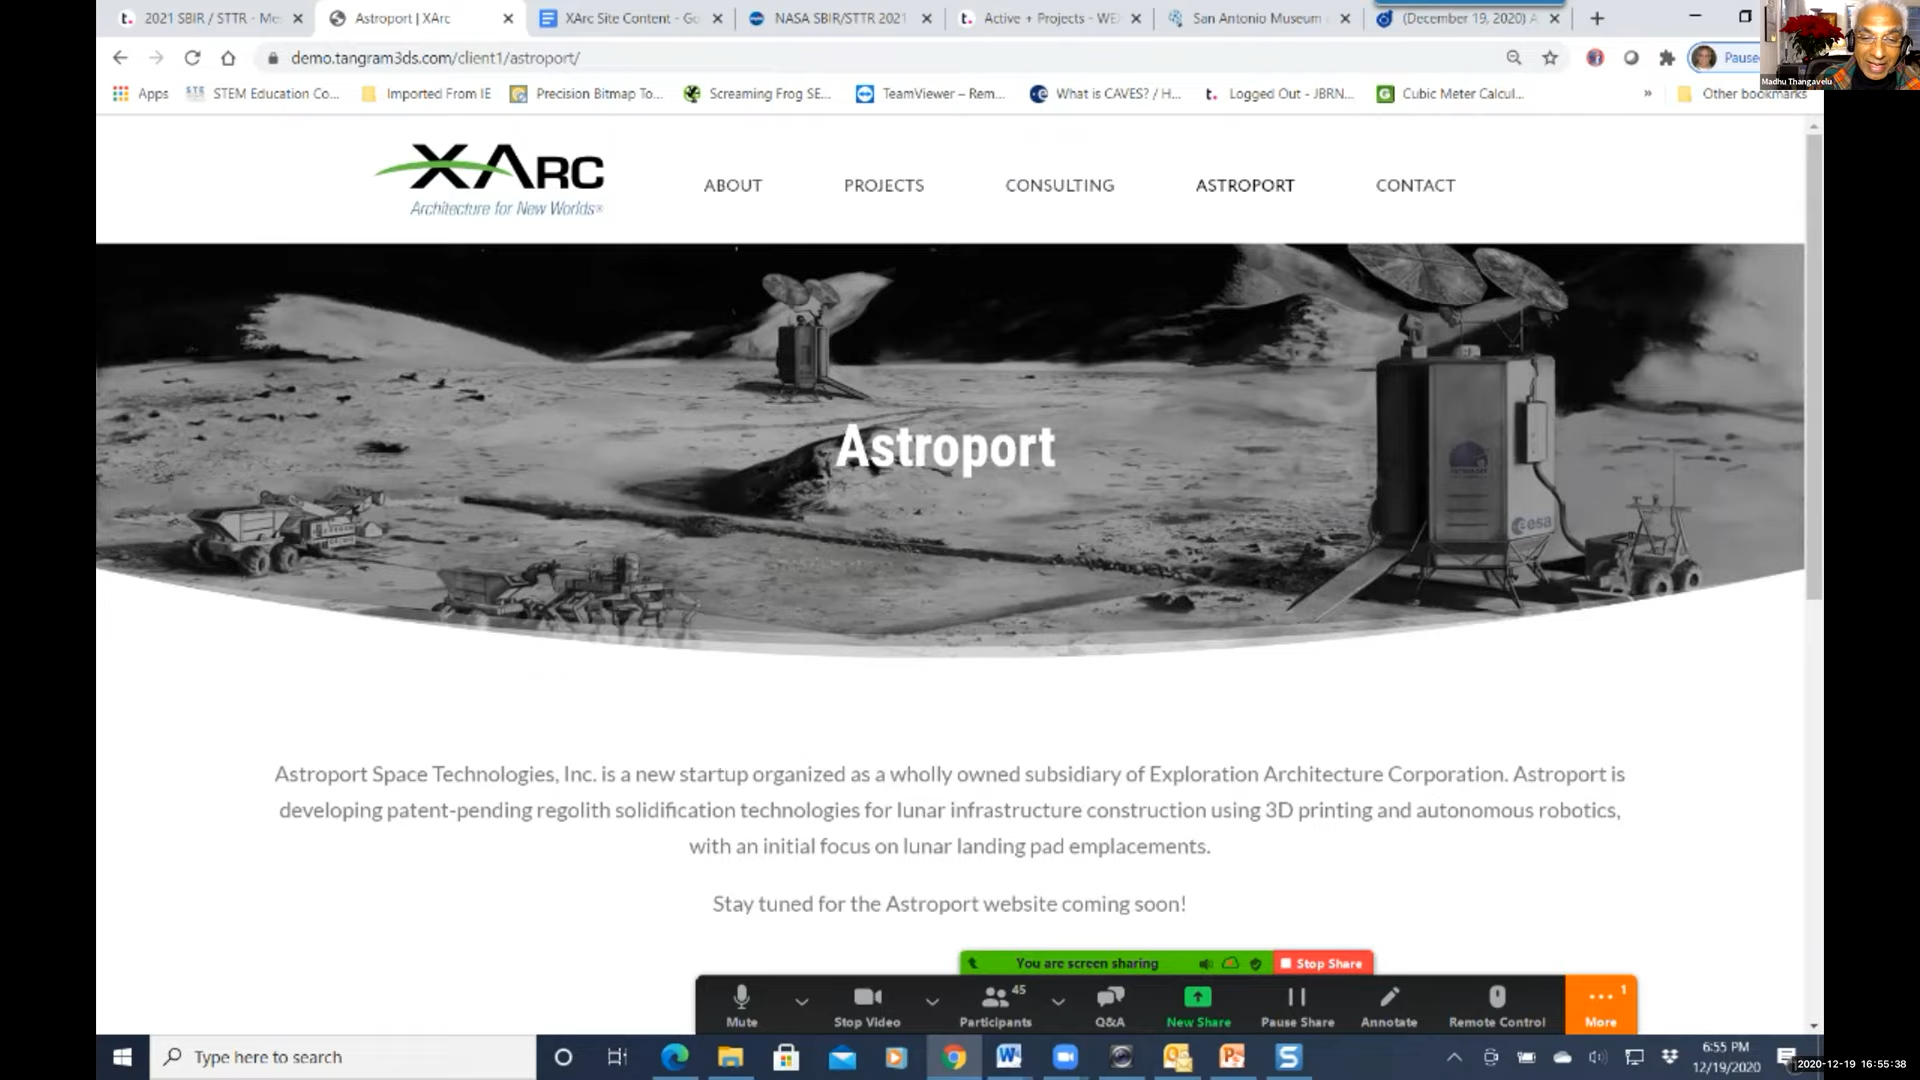 2021 SBIR / STTR - Me
Astroport | XArc
XArc Site Content - Go
NASA SBIR/STTR 2021
Active + Projects - WE
San Antonio Museum
(December 19, 2020) A
demo.tangram3ds.com/client1/astroport/
Pause
Madhu Thangavelu
Apps
STEM Education Co...
Imported From IE
Precision Bitmap To...
Screaming Frog SE...
TeamViewer – Rem...
What is CAVES? / H...
Logged Out - JBRN...
Cubic Meter Calcul...
»
Other bookmarks
XARC
Architecture for New Worlds®
ABOUT
PROJECTS
CONSULTING
ASTROPORT
CONTACT
Astroport
esa
Astroport Space Technologies, Inc. is a new startup organized as a wholly owned subsidiary of Exploration Architecture Corporation. Astroport is
developing patent-pending regolith solidification technologies for lunar infrastructure construction using 3D printing and autonomous robotics,
with an initial focus on lunar landing pad emplacements.
Stay tuned for the Astroport website coming soon!
You are screen sharing
Stop Share
Mute
Stop Video
45
Participants
Q&A
New Share
Pause Share
Annotate
Remote Control
1
More
Type here to search
6:55 PM
12/19/2020
2020-12-19 16:55:38